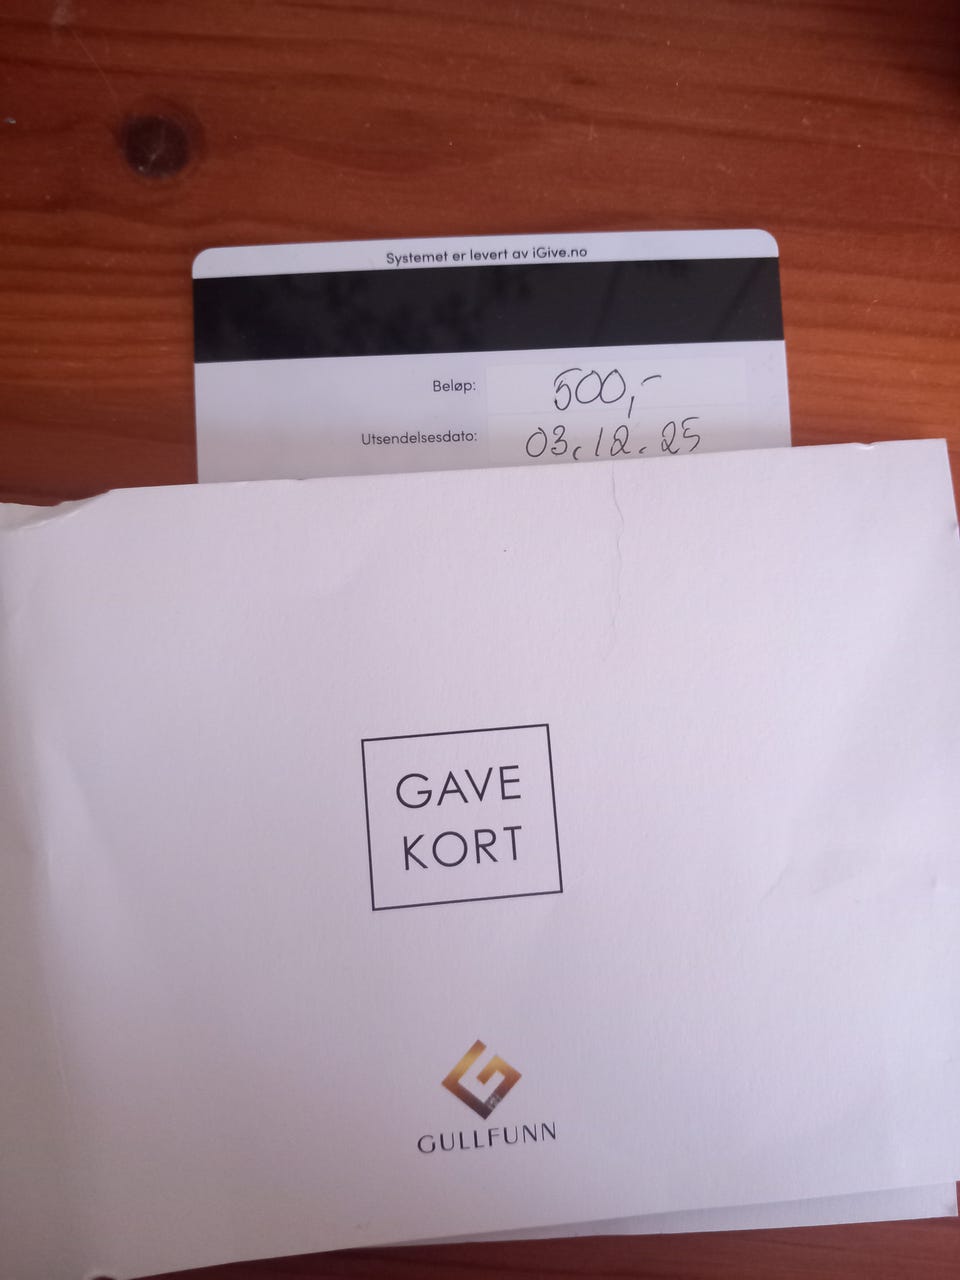 Systemet er levert av iGive.no
Beløp: 500,-
Utsendelsesdato: 03.12.25
GAVE
KORT
GULLFUNN